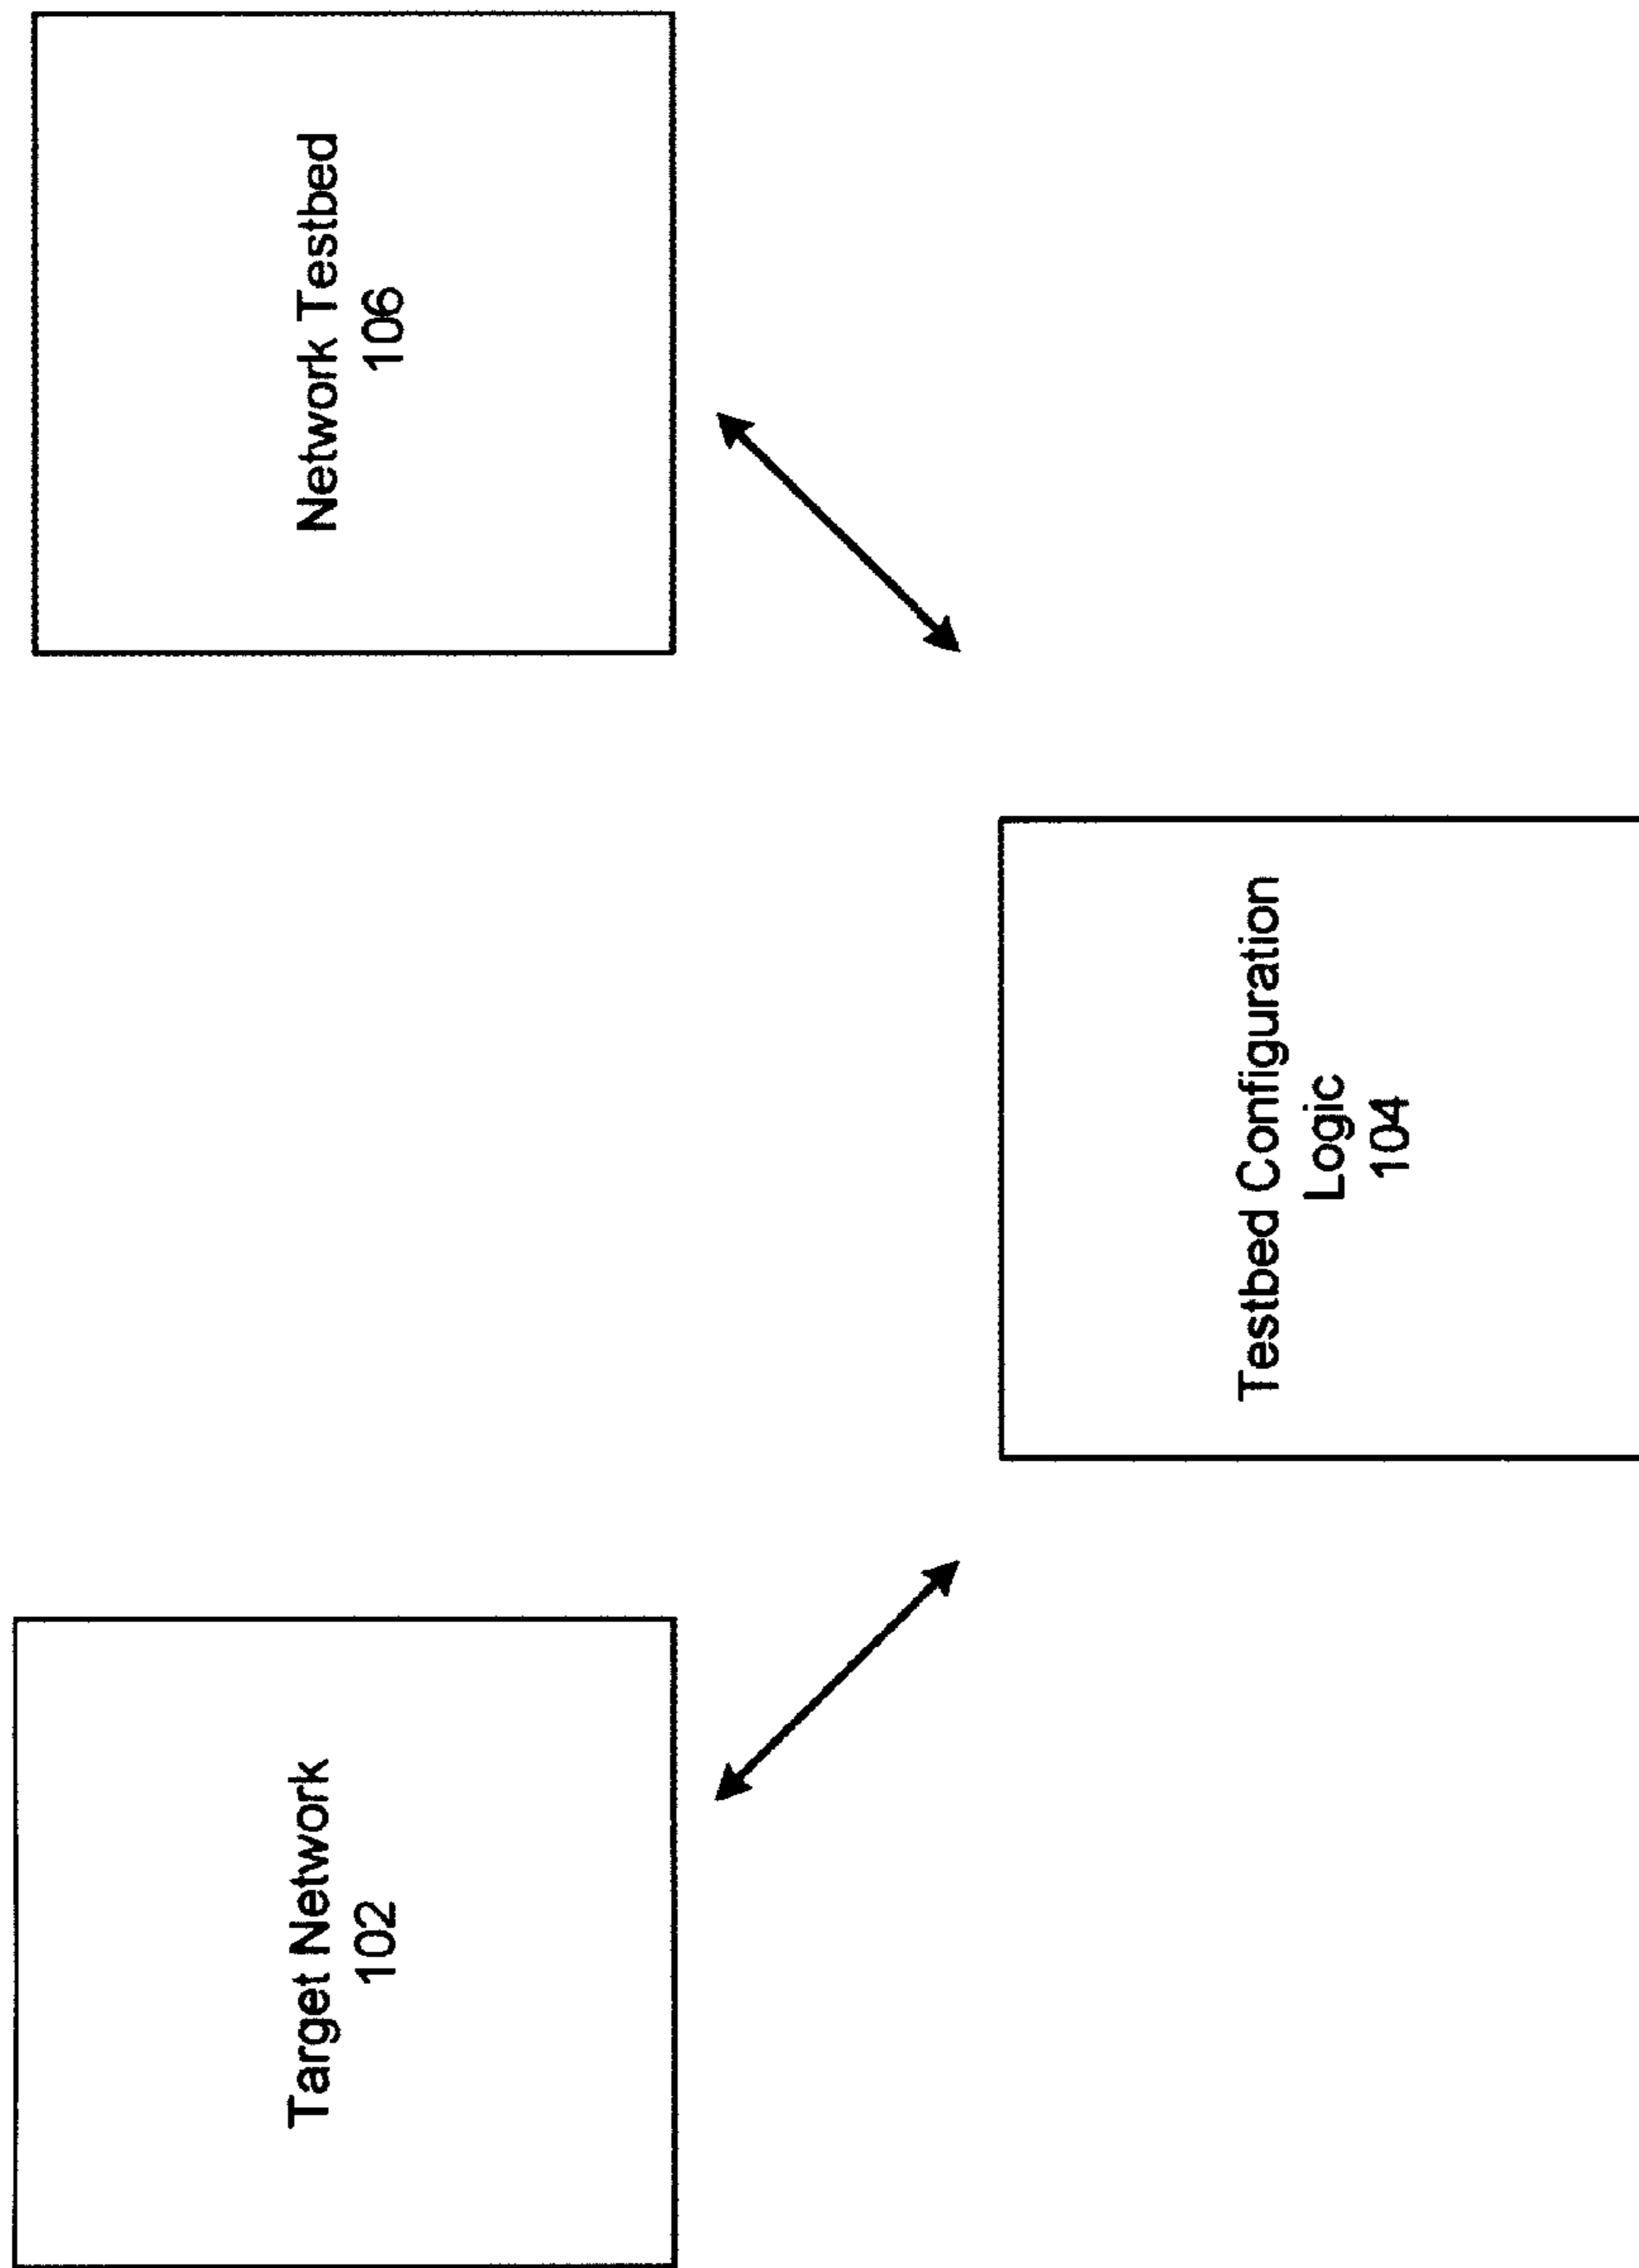 Target Network
102
Network Testbed
106
Testbed Configuration
Logic
104